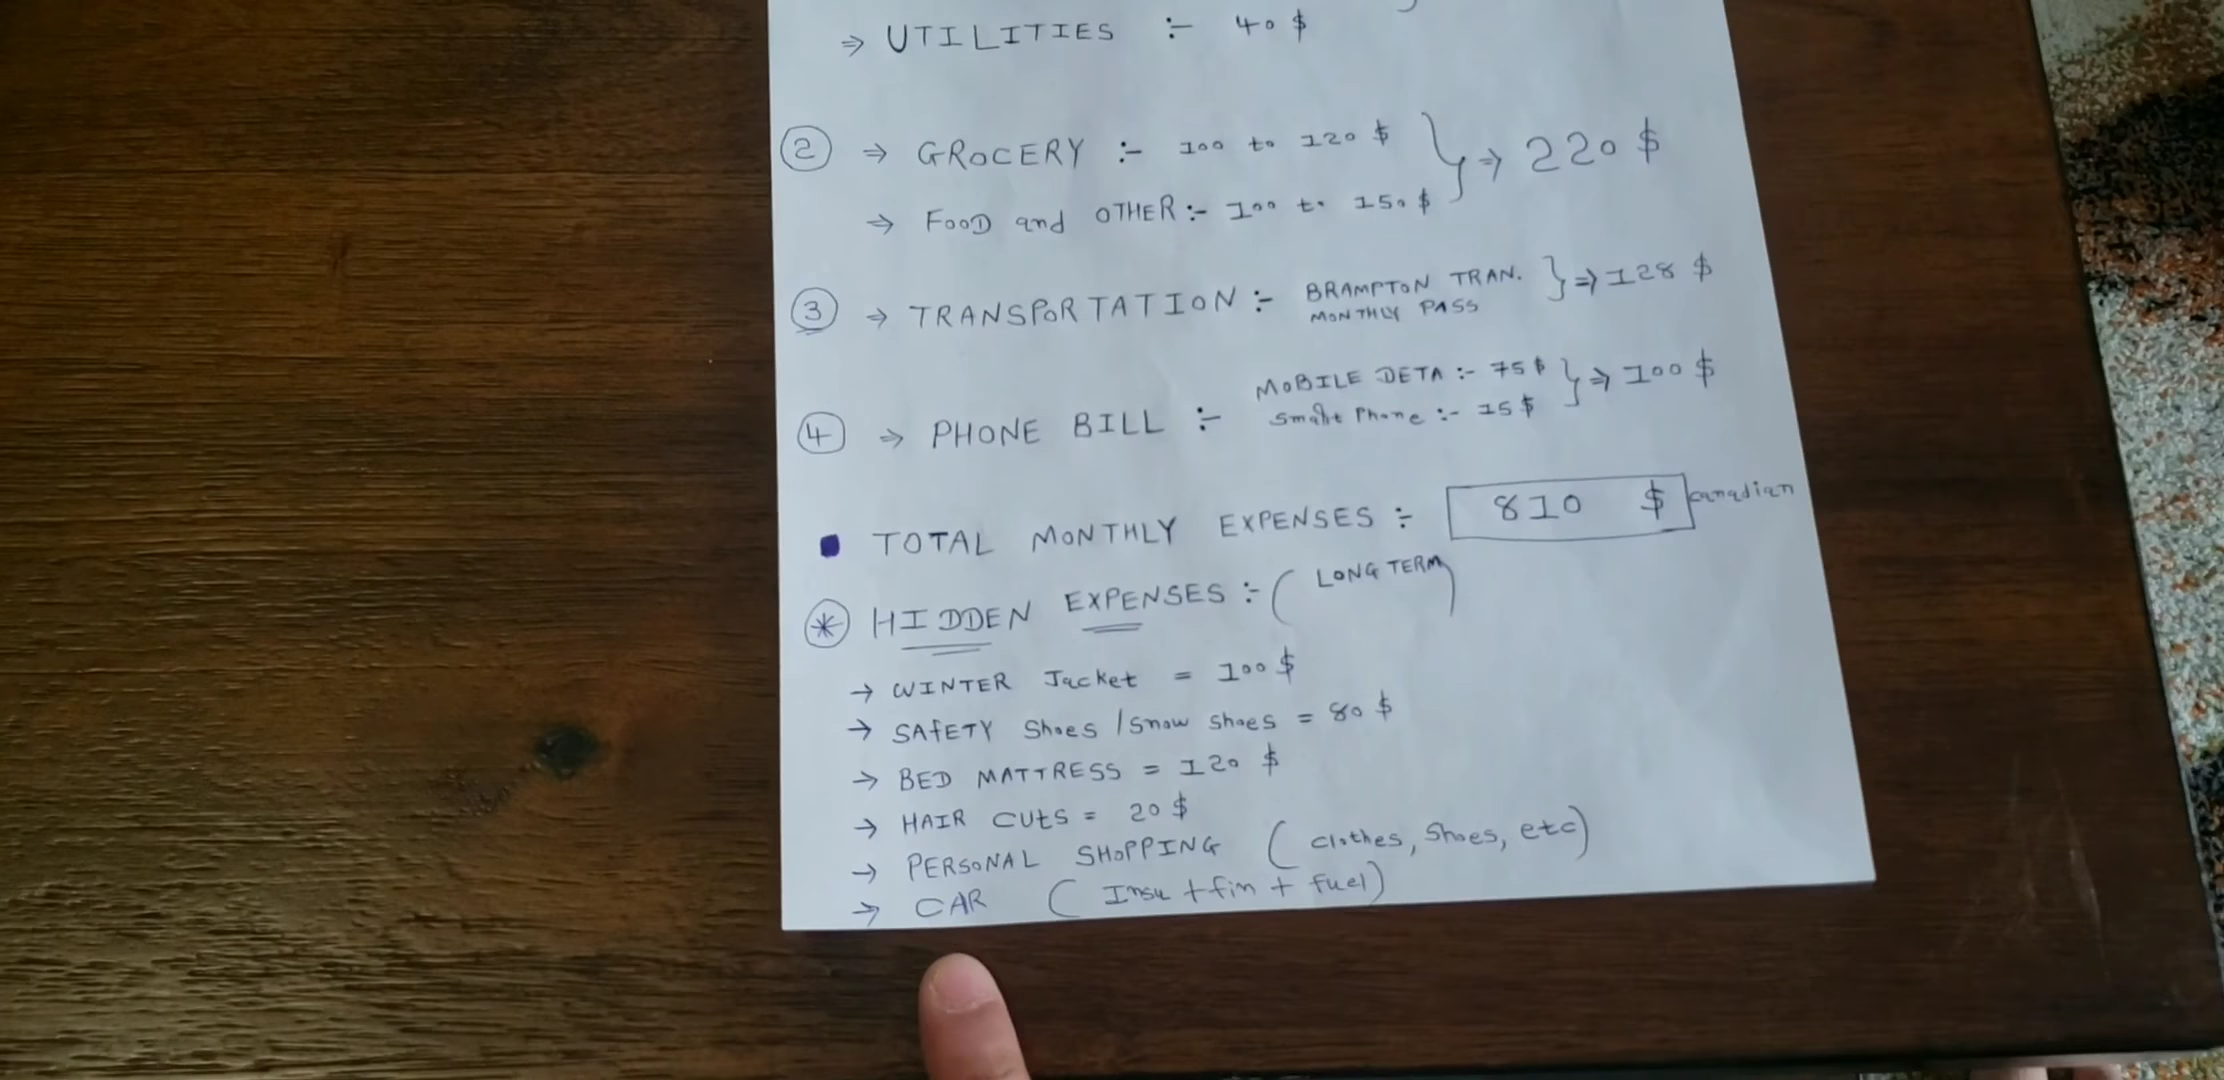 ⇒ UTILITIES :- 40 $
② ⇒ GROCERY :- 100 to 120 $ } ⇒ 220 $
⇒ FOOD and OTHER :- 100 to 150 $
③ ⇒ TRANSPORTATION :- BRAMPTON TRAN. } ⇒ 128 $
MONTHLY PASS
MOBILE DETA :- 75 $ } ⇒ 100 $
④ ⇒ PHONE BILL :- Smart Phone :- 25 $
■ TOTAL MONTHLY EXPENSES :- 810 $ canadian
* HIDDEN EXPENSES :- ( LONG TERM )
→ WINTER Jacket = 100 $
→ SAFETY Shoes / Snow shoes = 80 $
→ BED MATTRESS = 120 $
→ HAIR CUTS = 20 $
→ PERSONAL SHOPPING ( clothes, Shoes, etc )
→ CAR ( Insu + fin + fuel )